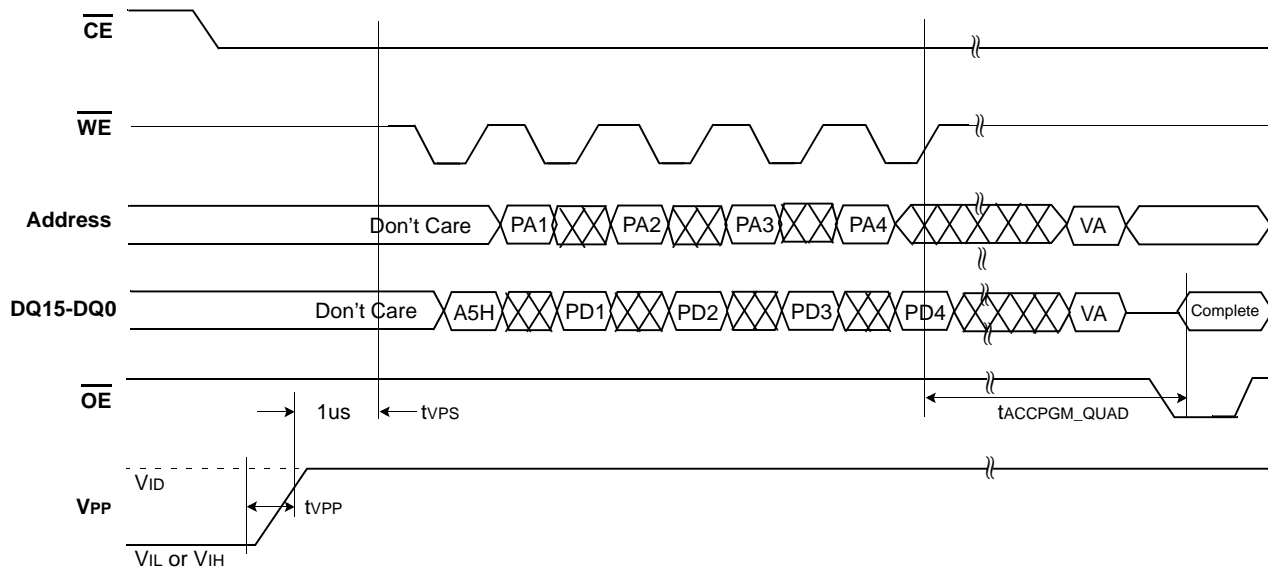 CE
WE
Address Don't Care PA1 PA2 PA3 PA4 VA
DQ15-DQ0 Don't Care A5H PD1 PD2 PD3 PD4 VA Complete
OE
1us tVPS tACCPGM_QUAD
VID
VPP tVPP
VIL or VIH